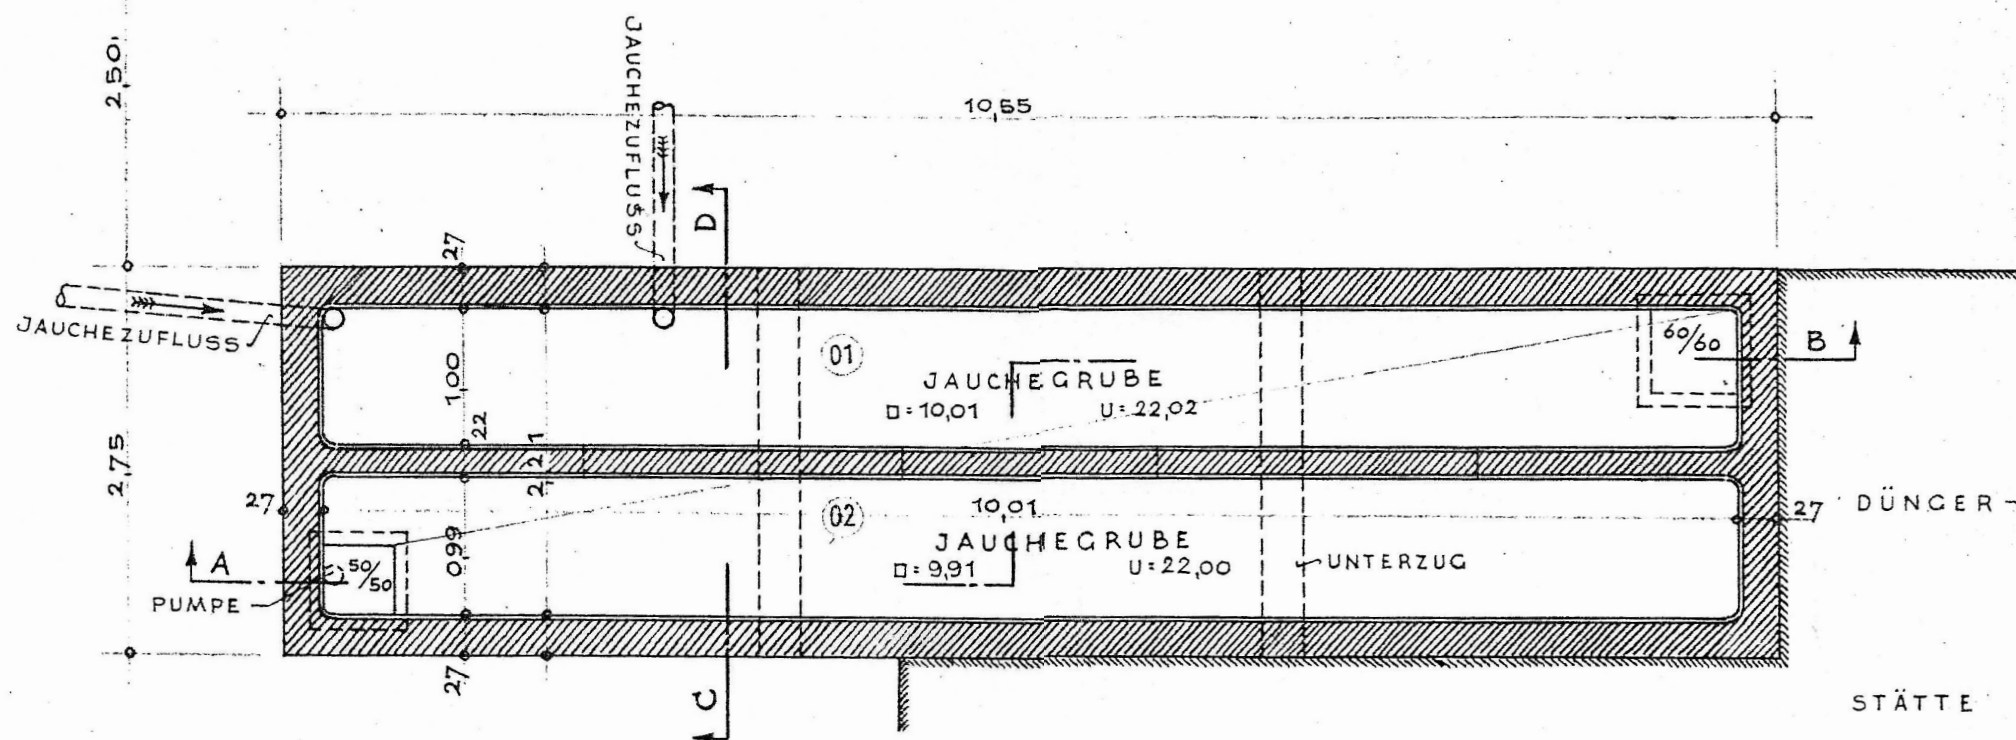 2,50
JAUCHEZUFLUSS
10,55
D
27
JAUCHEZUFLUSS
01
60/60
B
JAUCHEGRUBE
□=10,01 U=22,02
1,00
22
2,21
2,75
27
10,01
27
DÜNGER-
02
JAUCHEGRUBE
□=9,91 U=22,00
0,99
UNTERZUG
A
50/50
PUMPE
27
C
STÄTTE